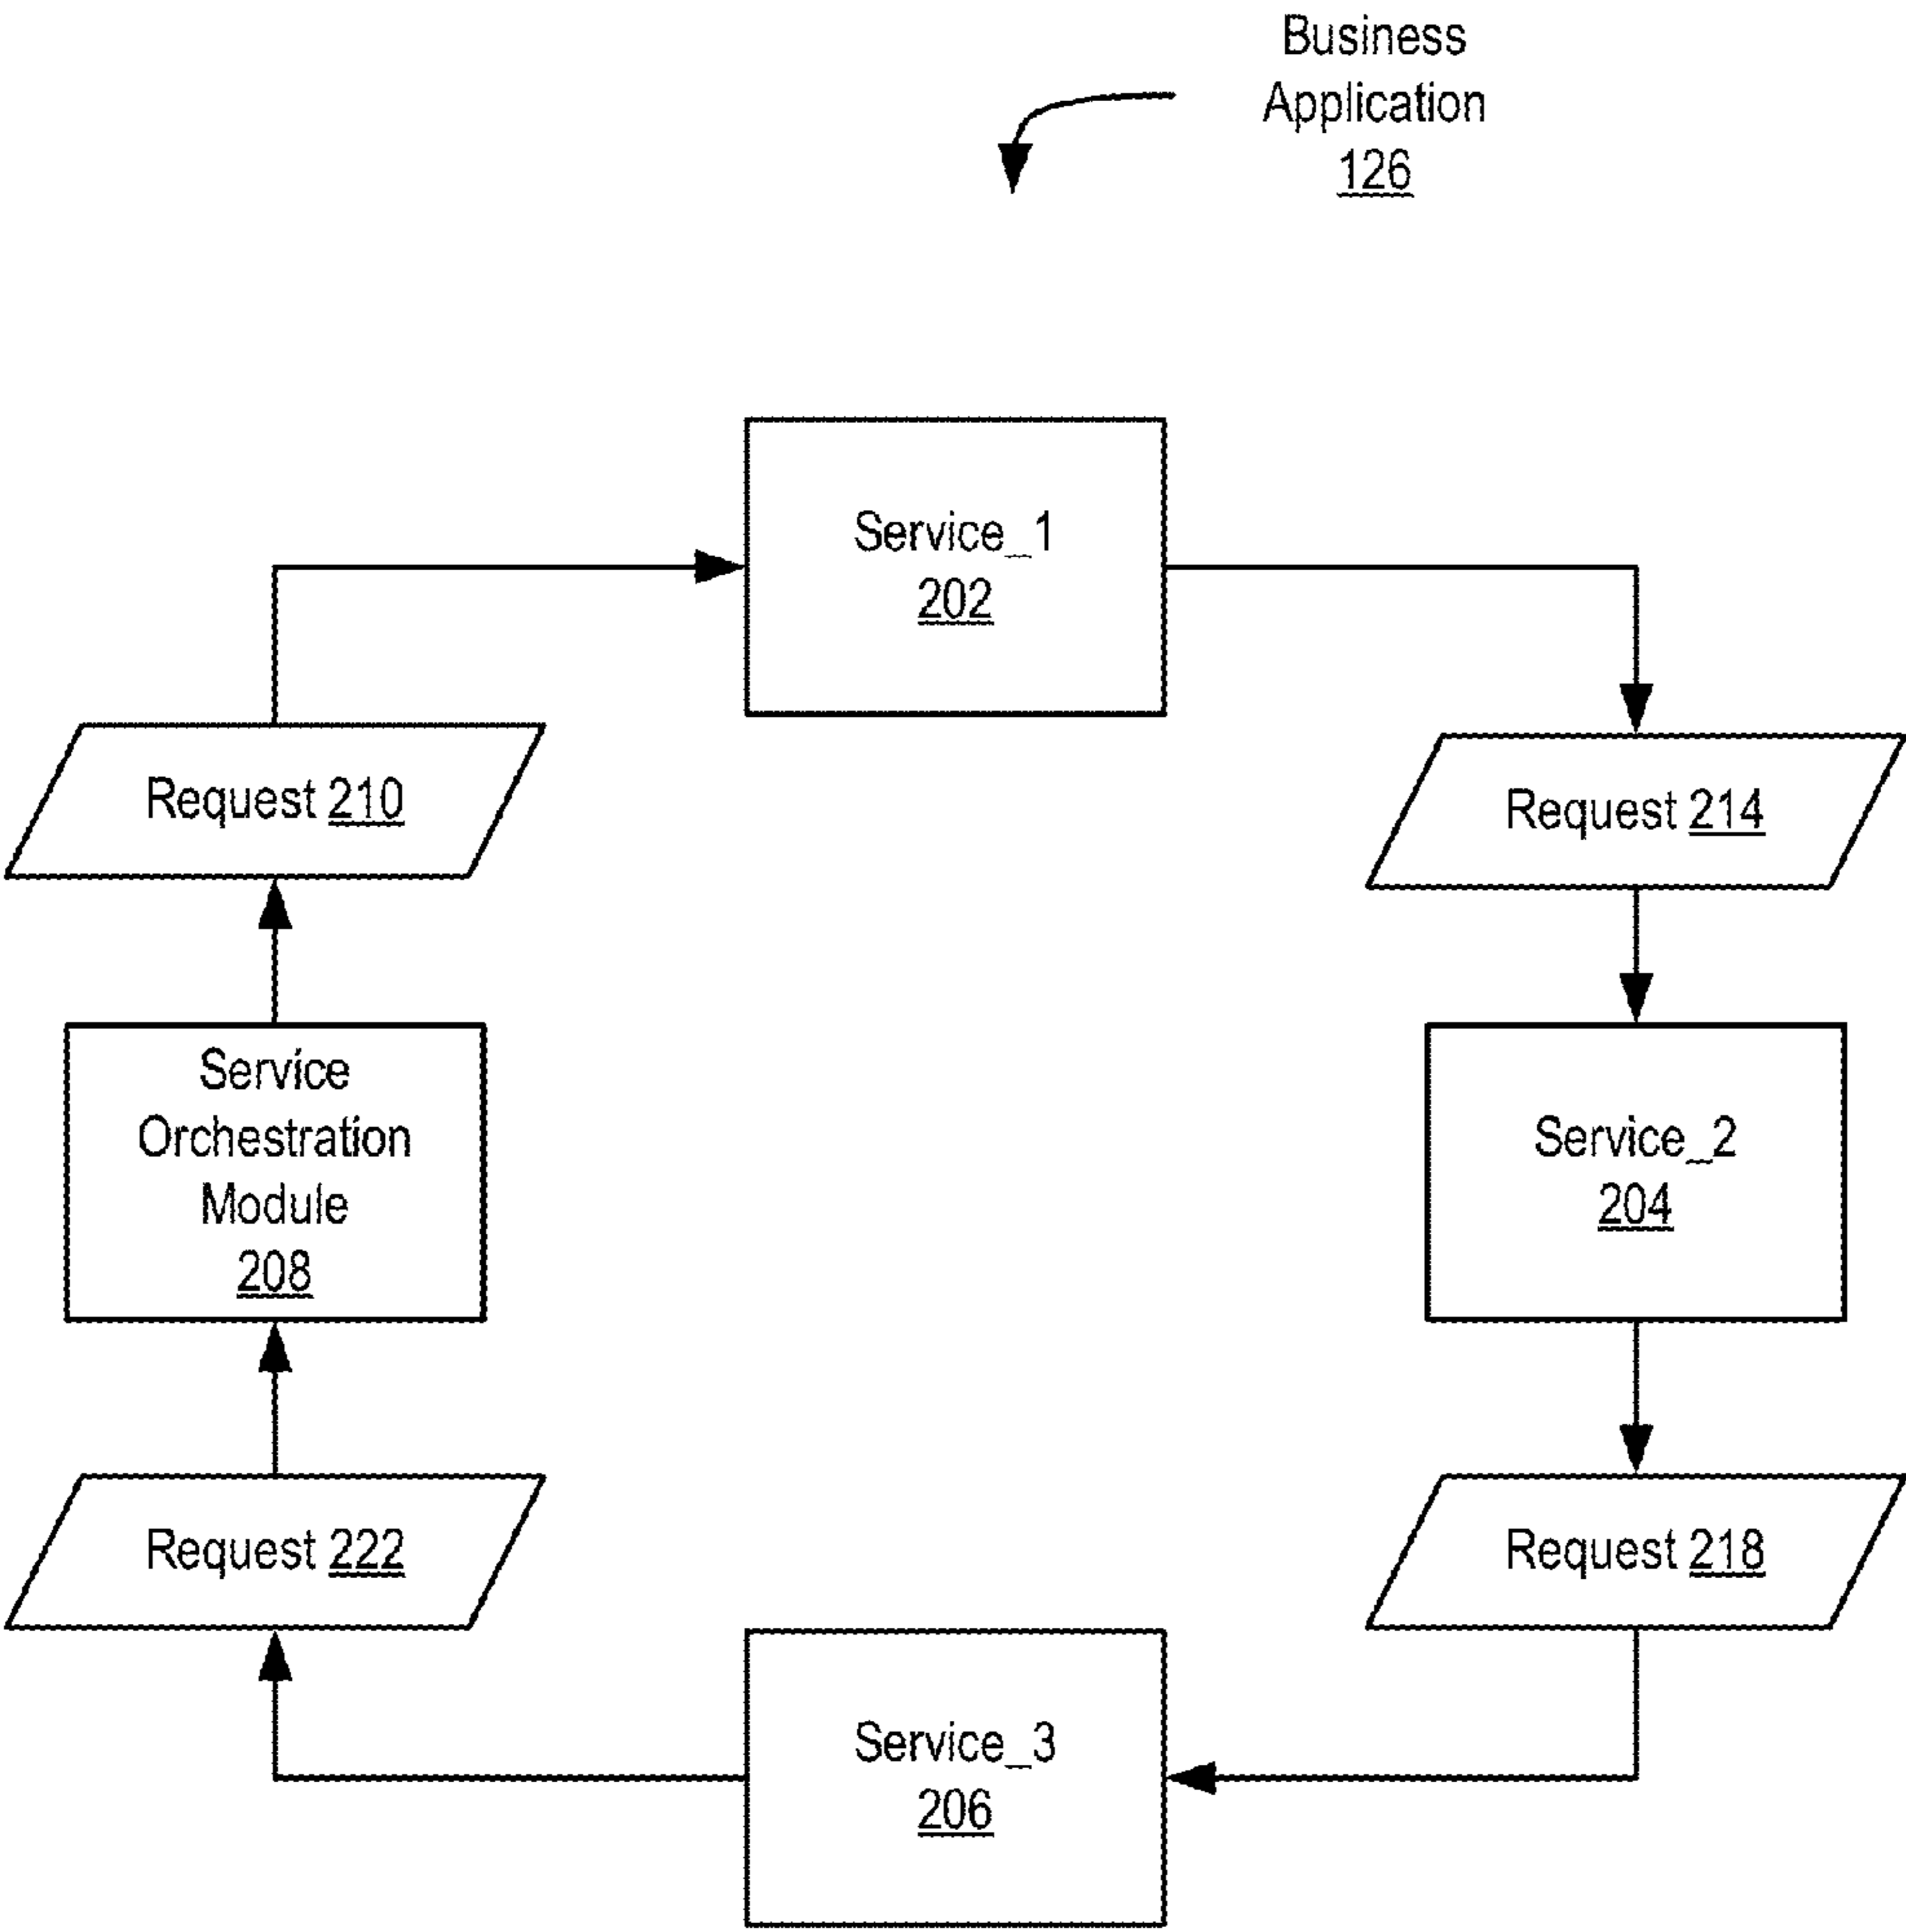 Business
Application
126
Service_1
202
Request 210
Request 214
Service
Orchestration
Module
208
Service_2
204
Request 222
Request 218
Service_3
206